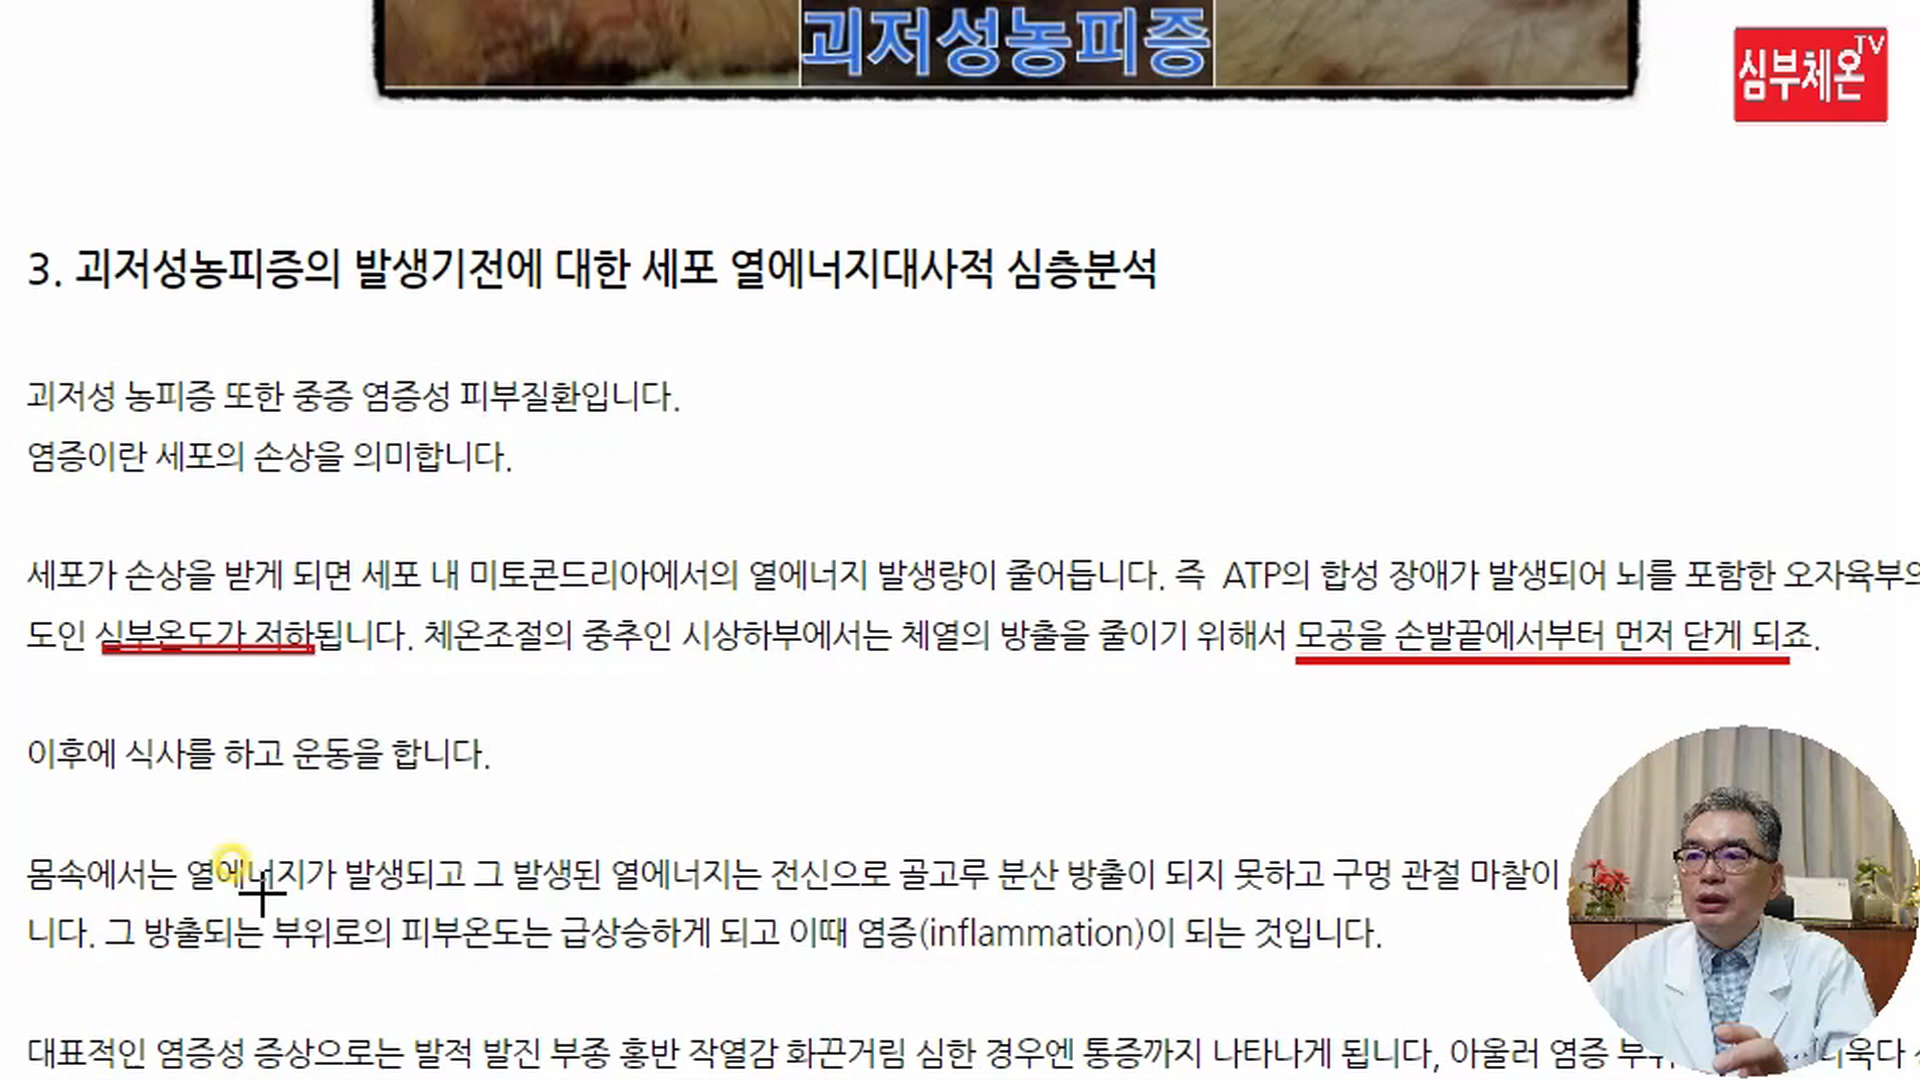 괴저성농피증
심부체온TV
3. 괴저성농피증의 발생기전에 대한 세포 열에너지대사적 심층분석
괴저성 농피증 또한 중증 염증성 피부질환입니다.
염증이란 세포의 손상을 의미합니다.
세포가 손상을 받게 되면 세포 내 미토콘드리아에서의 열에너지 발생량이 줄어듭니다. 즉 ATP의 합성 장애가 발생되어 뇌를 포함한 오자육부의
도인 심부온도가 저하됩니다. 체온조절의 중추인 시상하부에서는 체열의 방출을 줄이기 위해서 모공을 손발끝에서부터 먼저 닫게 되죠.
이후에 식사를 하고 운동을 합니다.
몸속에서는 열에너지가 발생되고 그 발생된 열에너지는 전신으로 골고루 분산 방출이 되지 못하고 구멍 관절 마찰이
니다. 그 방출되는 부위로의 피부온도는 급상승하게 되고 이때 염증(inflammation)이 되는 것입니다.
대표적인 염증성 증상으로는 발적 발진 부종 홍반 작열감 화끈거림 심한 경우엔 통증까지 나타나게 됩니다, 아울러 염증